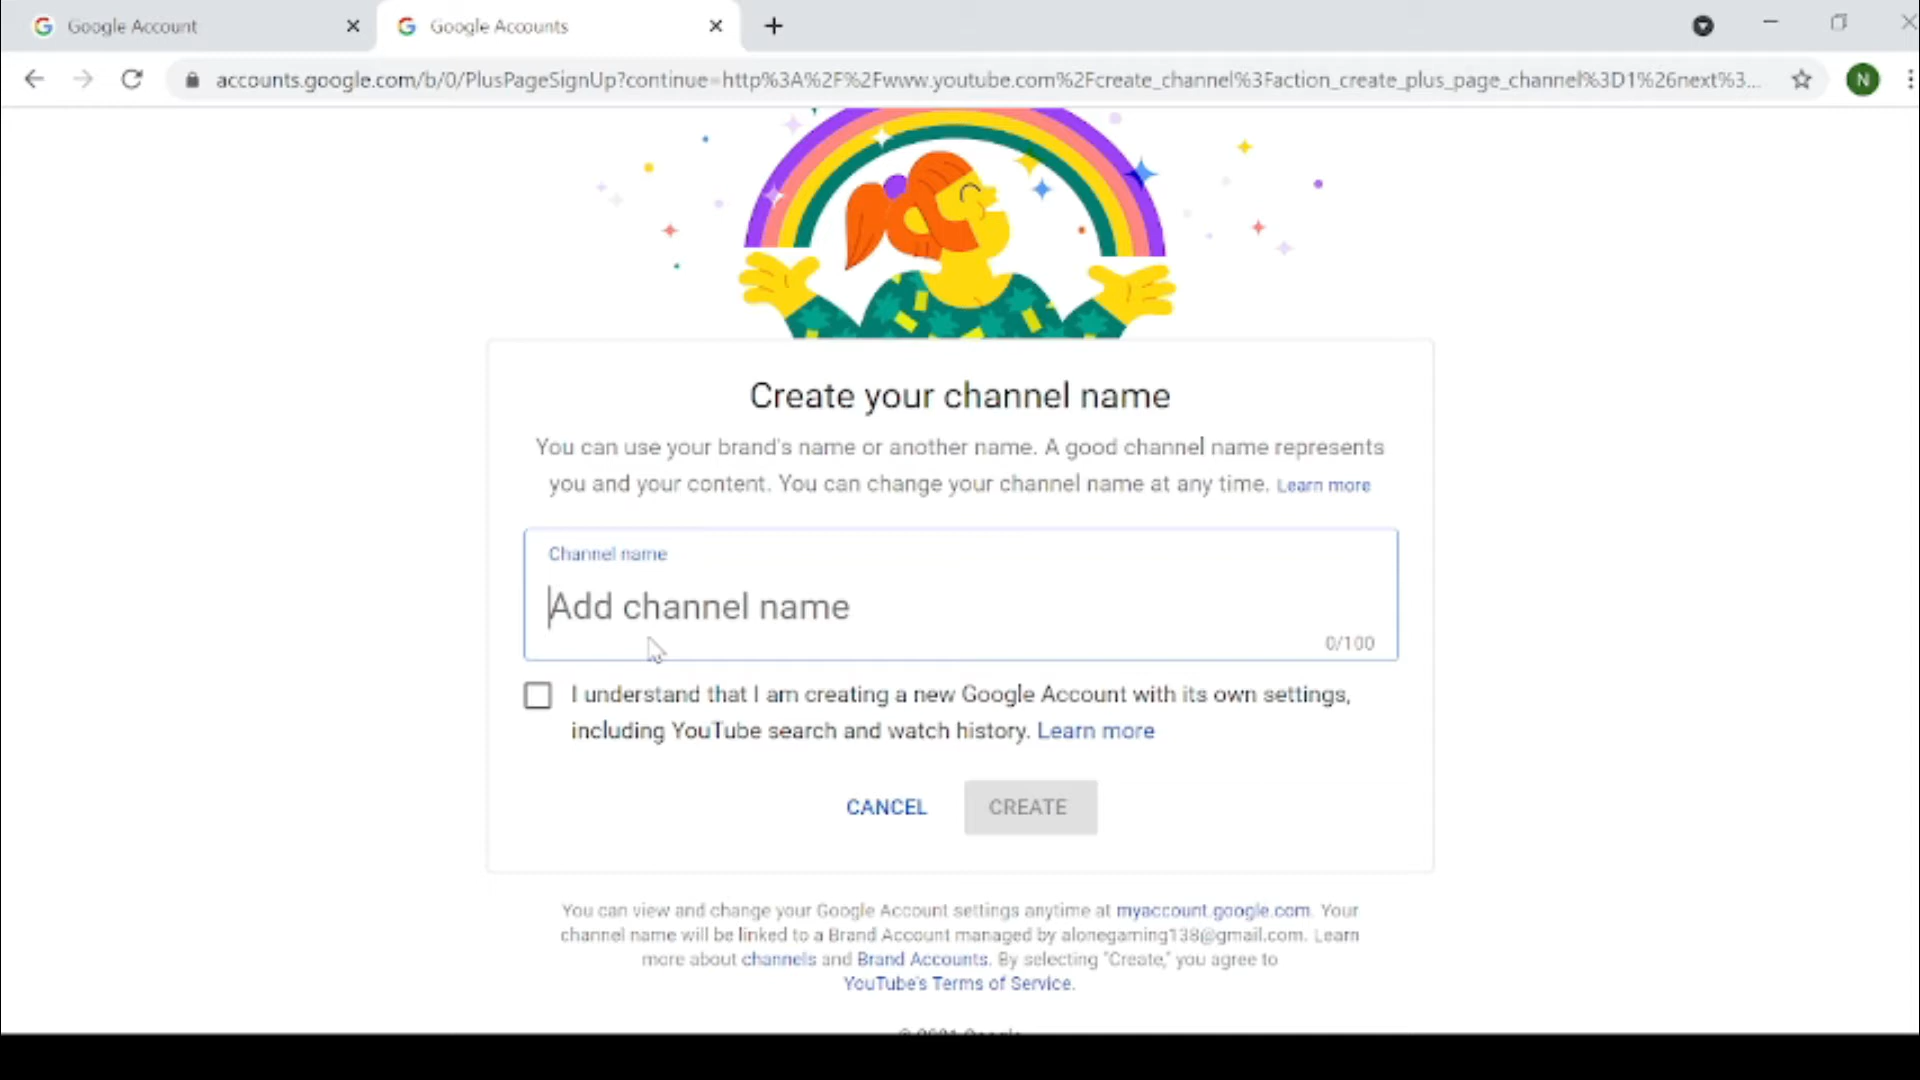 Google Account
Google Accounts
accounts.google.com/b/0/PlusPageSignUp?continue=http%3A%2F%2Fwww.youtube.com%2Fcreate_channel%3Faction_create_plus_page_channel%3D1%26next%3...
N
Create your channel name
You can use your brand's name or another name. A good channel name represents
you and your content. You can change your channel name at any time. Learn more
Channel name
Add channel name
0/100
I understand that I am creating a new Google Account with its own settings,
including YouTube search and watch history. Learn more
CANCEL
CREATE
You can view and change your Google Account settings anytime at myaccount.google.com. Your
channel name will be linked to a Brand Account managed by alonegaming138@gmail.com. Learn
more about channels and Brand Accounts. By selecting "Create," you agree to
YouTube's Terms of Service.
© 2021 Google